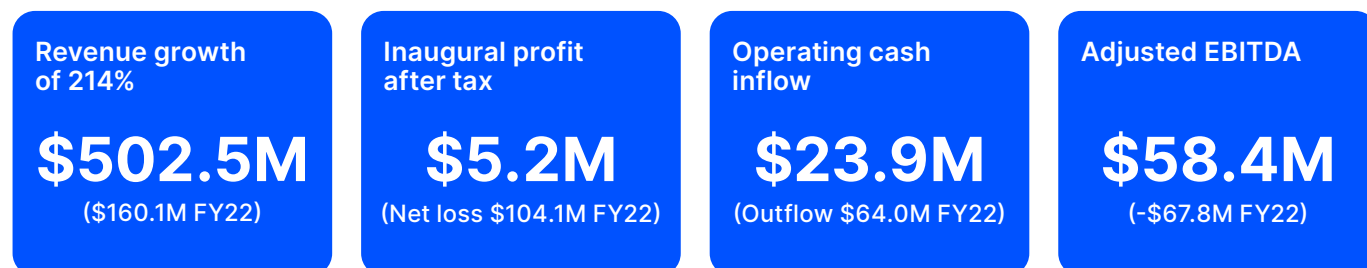 Revenue growth
of 214%
$502.5M
($160.1M FY22)
Inaugural profit
after tax
$5.2M
(Net loss $104.1M FY22)
Operating cash
inflow
$23.9M
(Outflow $64.0M FY22)
Adjusted EBITDA
$58.4M
(-$67.8M FY22)